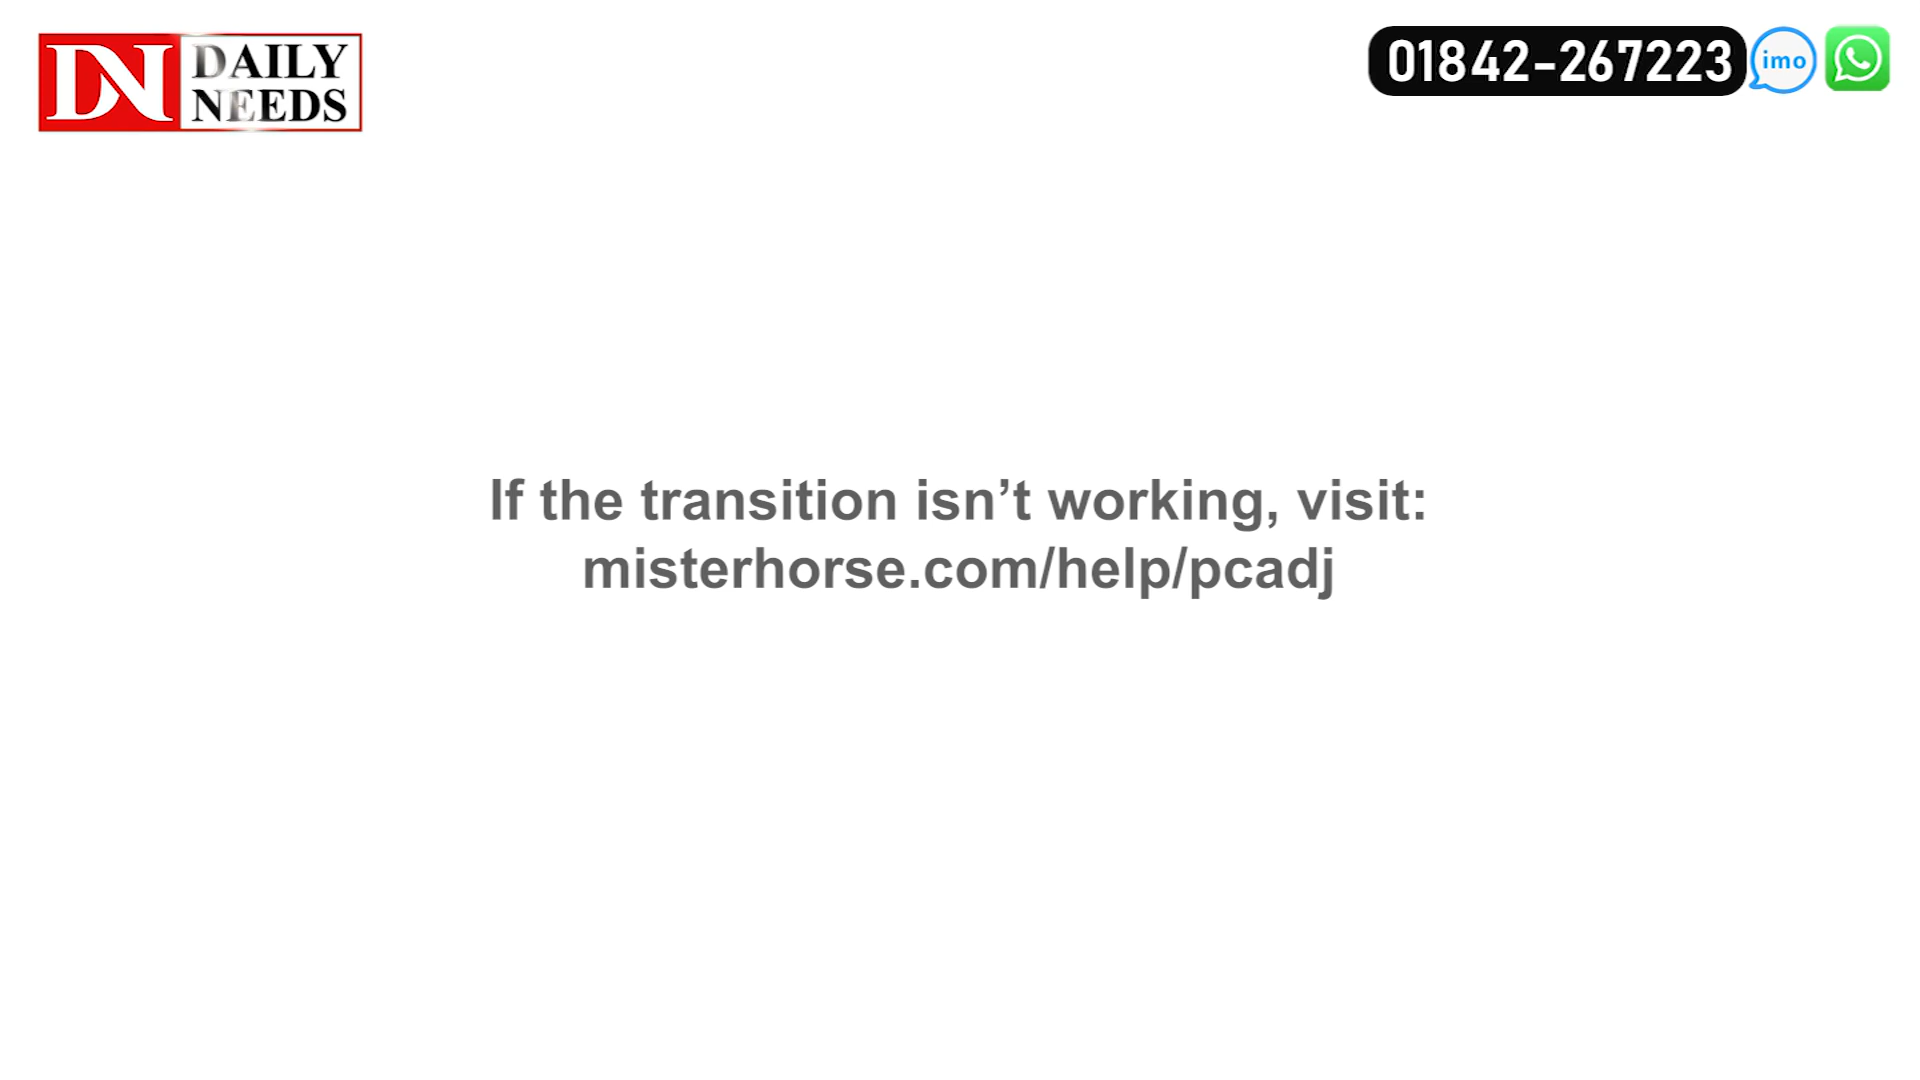 DN DAILY
NEEDS
01842-267223 imo
If the transition isn’t working, visit:
misterhorse.com/help/pcadj